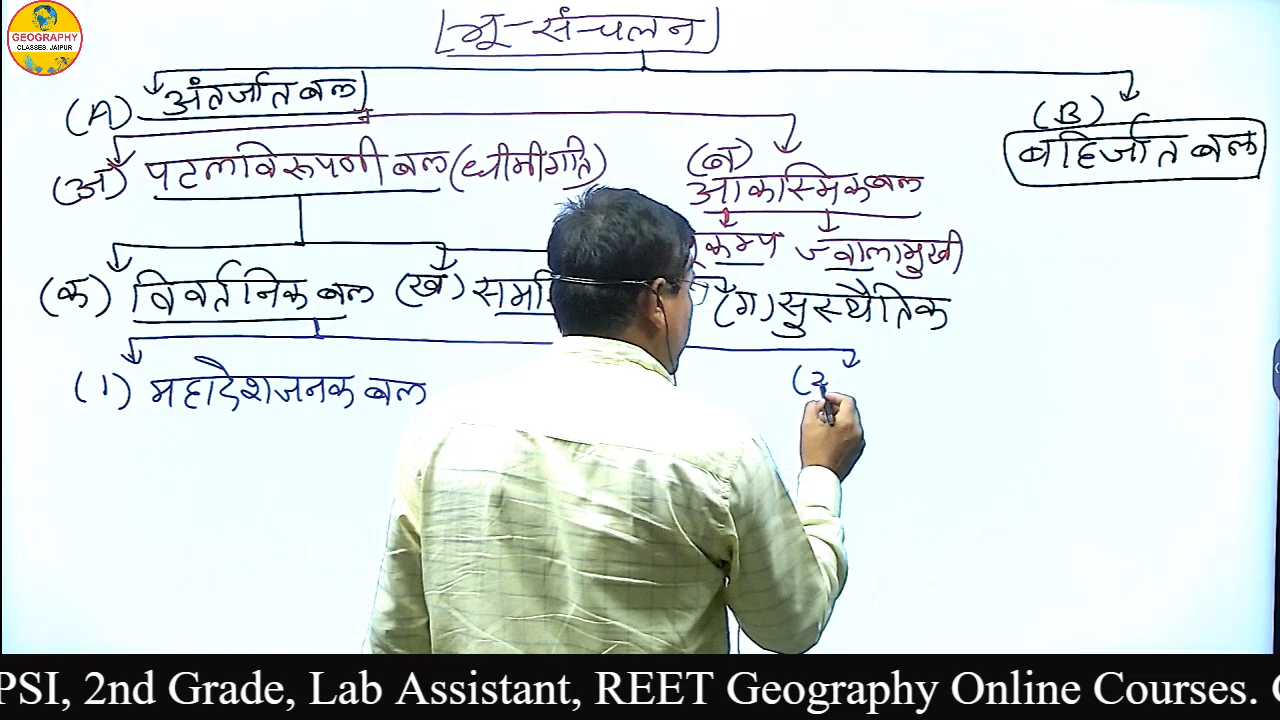 GEOGRAPHY
CLASSES, JAIPUR
भू-संचलन
(A) अंतर्जात बल
(B)
बहिर्जात बल
(अ) पटलविरूपणी बल (धीमीगति)
(ब)
आकस्मिक बल
ज्वालामुखी
(क) विवर्तनिक बल (ख) (ग) सुस्थैतिक
(1) महादेशजनक बल (2
PSI, 2nd Grade, Lab Assistant, REET Geography Online Courses.